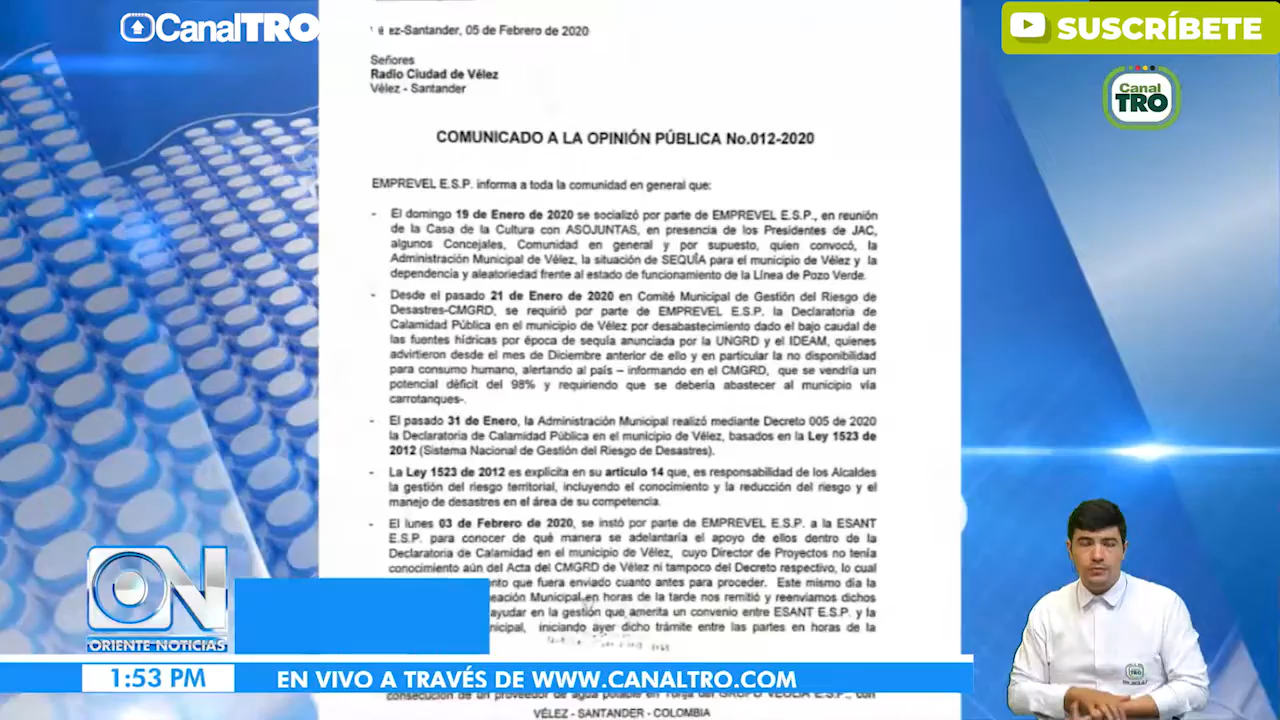 CanalTRO
SUSCRÍBETE
Canal
TRO
Vélez-Santander, 05 de Febrero de 2020
Señores
Radio Ciudad de Vélez
Vélez - Santander
COMUNICADO A LA OPINIÓN PÚBLICA No.012-2020
EMPREVEL E.S.P. informa a toda la comunidad en general que:
- El domingo 19 de Enero de 2020 se socializó por parte de EMPREVEL E.S.P., en reunión
de la Casa de la Cultura con ASOJUNTAS, en presencia de los Presidentes de JAC,
algunos Concejales, Comunidad en general y por supuesto, quien convocó, la
Administración Municipal de Vélez, la situación de SEQUÍA para el municipio de Vélez y la
dependencia y aleatoriedad frente al estado de funcionamiento de la Línea de Pozo Verde.
- Desde el pasado 21 de Enero de 2020 en Comité Municipal de Gestión del Riesgo de
Desastres-CMGRD, se requirió por parte de EMPREVEL E.S.P. la Declaratoria de
Calamidad Pública en el municipio de Vélez por desabastecimiento dado el bajo caudal de
las fuentes hídricas por época de sequía anunciada por la UNGRD y el IDEAM, quienes
advirtieron desde el mes de Diciembre anterior de ello y en particular la no disponibilidad
para consumo humano, alertando al país – informando en el CMGRD, que se vendría un
potencial déficit del 98% y requiriendo que se debería abastecer al municipio vía
carrotanques-.
- El pasado 31 de Enero, la Administración Municipal realizó mediante Decreto 005 de 2020
la Declaratoria de Calamidad Pública en el municipio de Vélez, basados en la Ley 1523 de
2012 (Sistema Nacional de Gestión del Riesgo de Desastres).
- La Ley 1523 de 2012 es explícita en su artículo 14 que, es responsabilidad de los Alcaldes
la gestión del riesgo territorial, incluyendo el conocimiento y la reducción del riesgo y el
manejo de desastres en el área de su competencia.
- El lunes 03 de Febrero de 2020, se instó por parte de EMPREVEL E.S.P. a la ESANT
E.S.P. para conocer de qué manera se adelantaría el apoyo de ellos dentro de la
Declaratoria de Calamidad en el municipio de Vélez, cuyo Director de Proyectos no tenía
conocimiento aún del Acta del CMGRD de Vélez ni tampoco del Decreto respectivo, lo cual
que fuera enviado cuanto antes para proceder. Este mismo día la
Municipal en horas de la tarde nos remitió y reenviamos dichos
ayudar en la gestión que amerita un convenio entre ESANT E.S.P. y la
iniciando ayer dicho trámite entre las partes en horas de la
ON
ORIENTE NOTICIAS
1:53 PM
EN VIVO A TRAVÉS DE WWW.CANALTRO.COM
VÉLEZ - SANTANDER - COLOMBIA